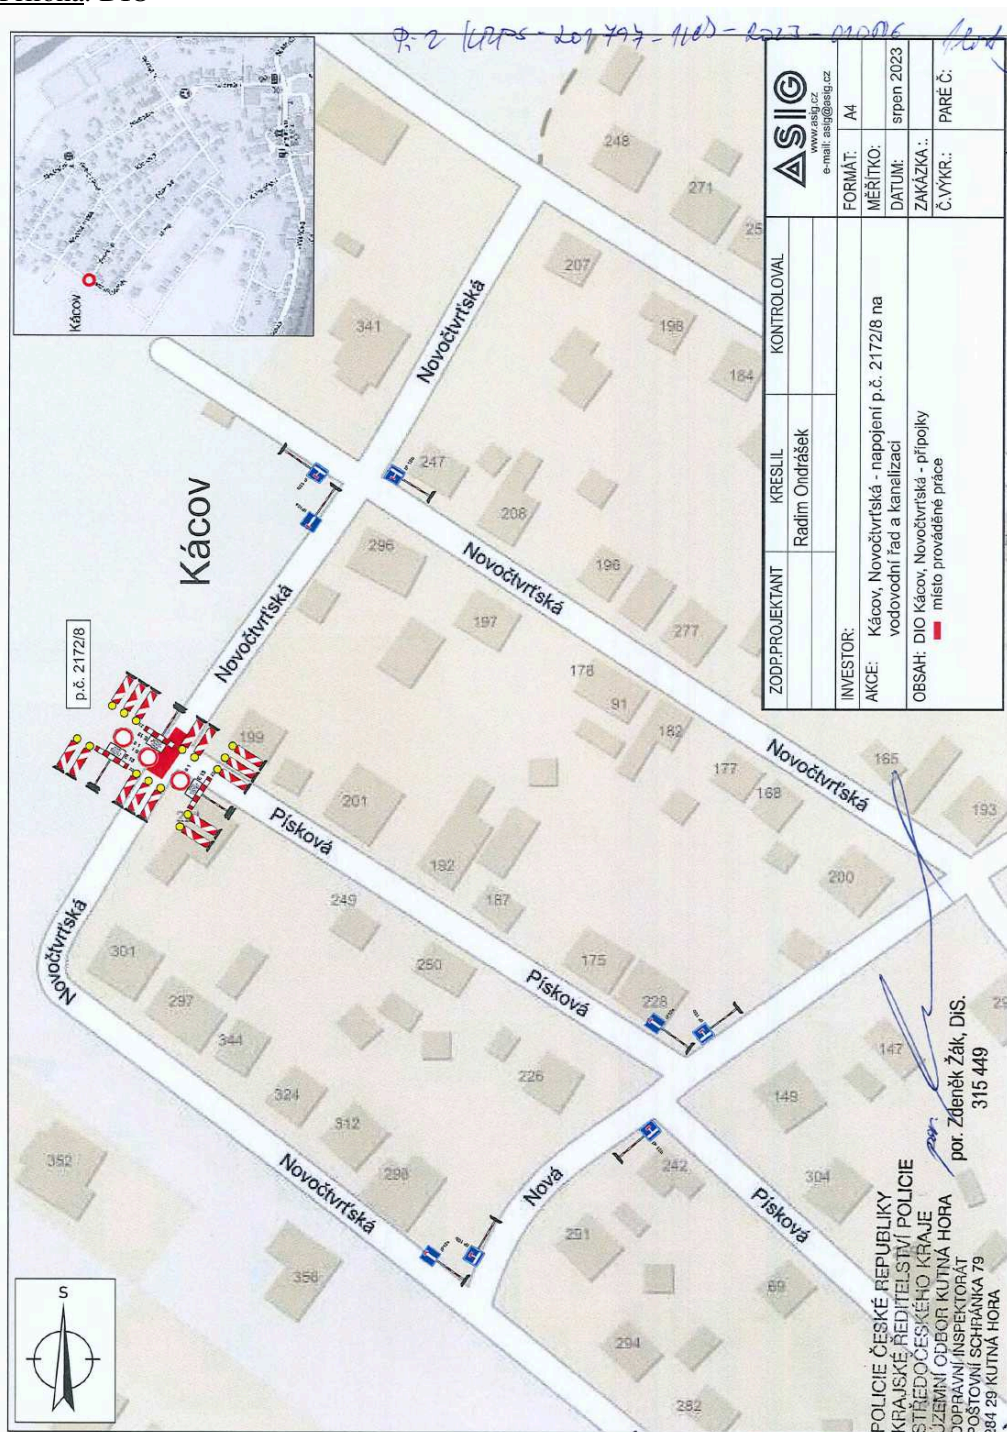 Příloha: DIO
ASIG
www.asig.cz
e-mail: asig@asig.cz
ZODP.PROJEKTANT
KRESLIL
KONTROLOVAL
Radim Ondrášek
FORMÁT: A4
MĚŘÍTKO:
DATUM: srpen 2023
ZAKÁZKA:
Č.VÝKR.:
PARÉ Č:
INVESTOR:
AKCE: Kácov, Novočtvrťská - napojení p.č. 2172/8 na
vodovodní řad a kanalizaci
OBSAH: DIO Kácov, Novočtvrťská - přípojky
místo prováděné práce
Kácov
Kácov
p.č. 2172/8
S
Novočtvrťská
Novočtvrťská
Novočtvrťská
Novočtvrťská
Novočtvrťská
Novočtvrťská
Písková
Písková
Písková
Nová
248
271
207
341
198
184
247
208
296
196
197
277
178
91
182
199
177
168
165
193
201
192
187
200
249
250
175
228
301
297
344
226
147
324
312
149
298
242
304
352
291
356
69
294
282
POLICIE ČESKÉ REPUBLIKY
KRAJSKÉ ŘEDITELSTVÍ POLICIE
STŘEDOČESKÉHO KRAJE
ÚZEMNÍ ODBOR KUTNÁ HORA
DOPRAVNÍ INSPEKTORÁT
POŠTOVNÍ SCHRÁNKA 79
284 29 KUTNÁ HORA
por. Zdeněk Žák, DiS.
315 449